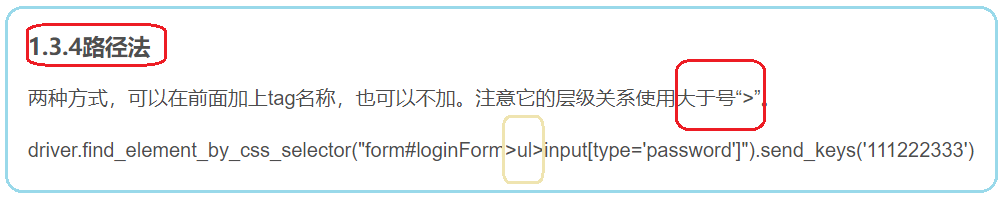 1.3.4路径法
两种方式，可以在前面加上tag名称，也可以不加。注意它的层级关系使用大于号“>”。
driver.find_element_by_css_selector("form#loginForm>ul>input[type='password']").send_keys('111222333')